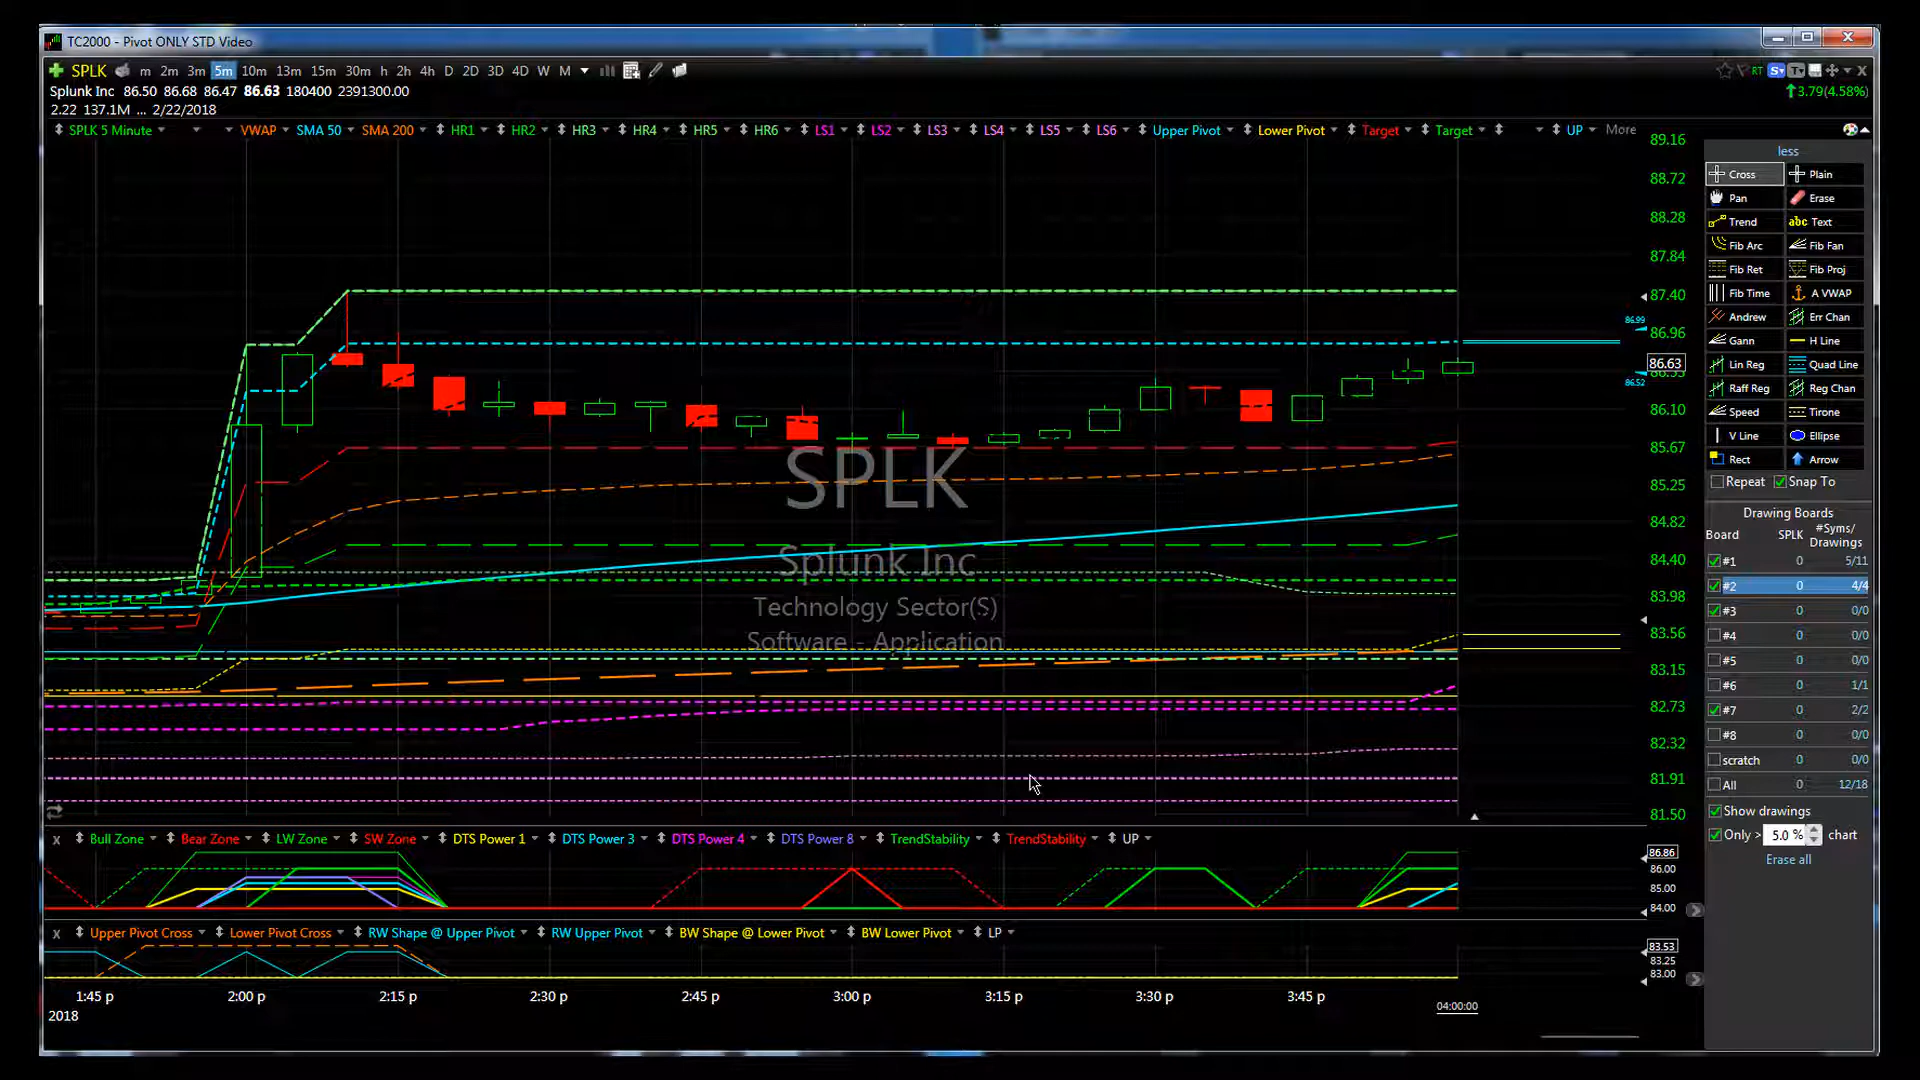 TC2000 - Pivot ONLY STD Video
SPLK m 2m 3m 5m 10m 13m 15m 30m h 2h 4h D 2D 3D 4D W M
RT S T
Splunk Inc 86.50 86.68 86.47 86.63 180400 2391300.00
3.79(4.58%)
2.22 137.1M ... 2/22/2018
SPLK 5 Minute VWAP SMA 50 SMA 200 HR1 HR2 HR3 HR4 HR5 HR6 LS1 LS2 LS3 LS4 LS5 LS6 Upper Pivot Lower Pivot Target Target UP More
89.16
88.72
88.28
87.84
87.40
86.99
86.96
86.63
86.52
86.10
85.67
85.25
84.82
84.40
83.98
83.56
83.15
82.73
82.32
81.91
81.50
SPLK
Splunk Inc
Technology Sector(S)
Software - Application
less
Cross Plain
Pan Erase
Trend abc Text
Fib Arc Fib Fan
Fib Ret Fib Proj
Fib Time A VWAP
Andrew Err Chan
Gann H Line
Lin Reg Quad Line
Raff Reg Reg Chan
Speed Tirone
V Line Ellipse
Rect Arrow
Repeat Snap To
Drawing Boards
Board SPLK #Syms/
Drawings
#1 0 5/11
#2 0 4/4
#3 0 0/0
#4 0 0/0
#5 0 0/0
#6 0 1/1
#7 0 2/2
#8 0 0/0
scratch 0 0/0
All 0 12/18
Show drawings
Only > 5.0 % chart
Erase all
x Bull Zone Bear Zone LW Zone SW Zone DTS Power 1 DTS Power 3 DTS Power 4 DTS Power 8 TrendStability TrendStability UP
86.86
86.00
85.00
84.00
x Upper Pivot Cross Lower Pivot Cross RW Shape @ Upper Pivot RW Upper Pivot BW Shape @ Lower Pivot BW Lower Pivot LP
83.53
83.25
83.00
1:45 p 2:00 p 2:15 p 2:30 p 2:45 p 3:00 p 3:15 p 3:30 p 3:45 p 04:00:00
2018